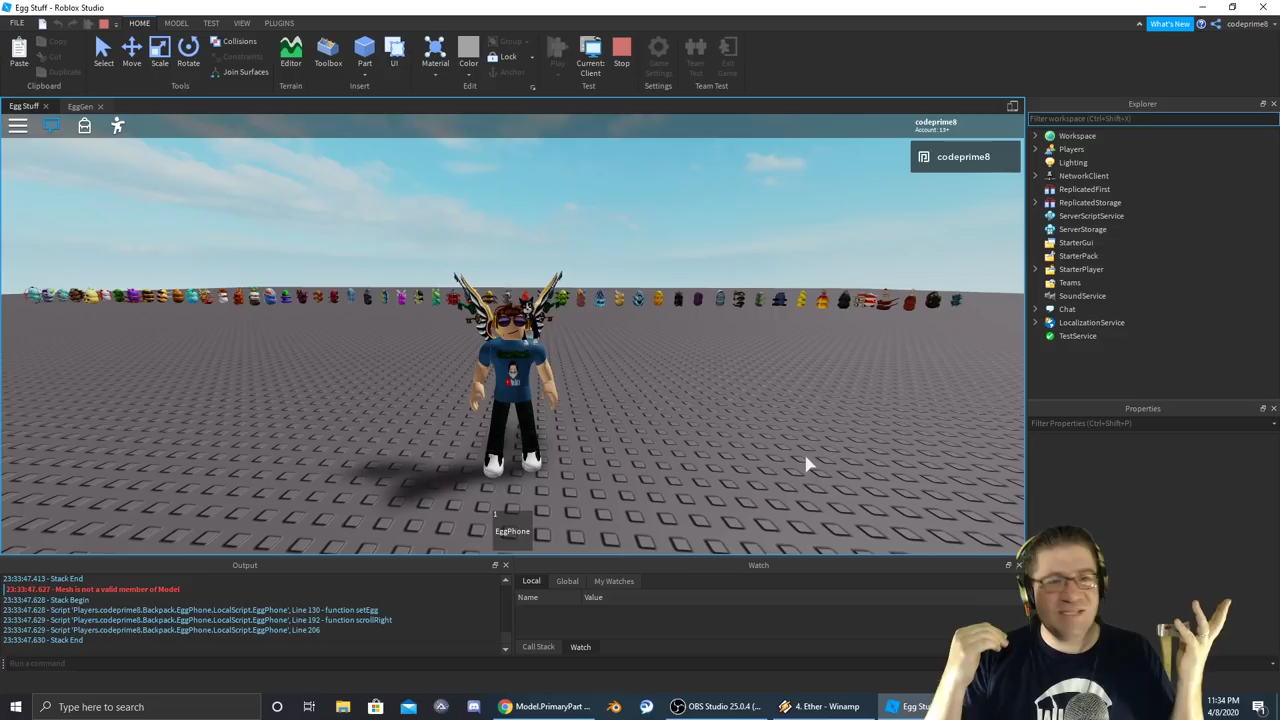 Egg Stuff - Roblox Studio
FILE HOME MODEL TEST VIEW PLUGINS What's New codeprime8
Paste Copy Cut Duplicate Select Move Scale Rotate Collisions Constraints Join Surfaces Editor Toolbox Part UI Material Color Group Lock Anchor Play Current: Client Stop Game Settings Team Test Exit Game
Clipboard Tools Terrain Insert Edit Test Settings Team Test
Egg Stuff EggGen
codeprime8
Account: 13+
codeprime8
1
EggPhone
Explorer
Filter workspace (Ctrl+Shift+X)
Workspace
Players
Lighting
NetworkClient
ReplicatedFirst
ReplicatedStorage
ServerScriptService
ServerStorage
StarterGui
StarterPack
StarterPlayer
Teams
SoundService
Chat
LocalizationService
TestService
Properties
Filter Properties (Ctrl+Shift+P)
Output
23:33:47.413 - Stack End
23:33:47.627 - Mesh is not a valid member of Model
23:33:47.628 - Stack Begin
23:33:47.628 - Script 'Players.codeprime8.Backpack.EggPhone.LocalScript.EggPhone', Line 130 - function setEgg
23:33:47.629 - Script 'Players.codeprime8.Backpack.EggPhone.LocalScript.EggPhone', Line 192 - function scrollRight
23:33:47.629 - Script 'Players.codeprime8.Backpack.EggPhone.LocalScript.EggPhone', Line 206
23:33:47.630 - Stack End
Watch
Local Global My Watches
Name Value
Call Stack Watch
Run a command
Type here to search
Model.PrimaryPart ...
OBS Studio 25.0.4 (...
4. Ether - Winamp
Egg Stu
11:34 PM
4/8/2020